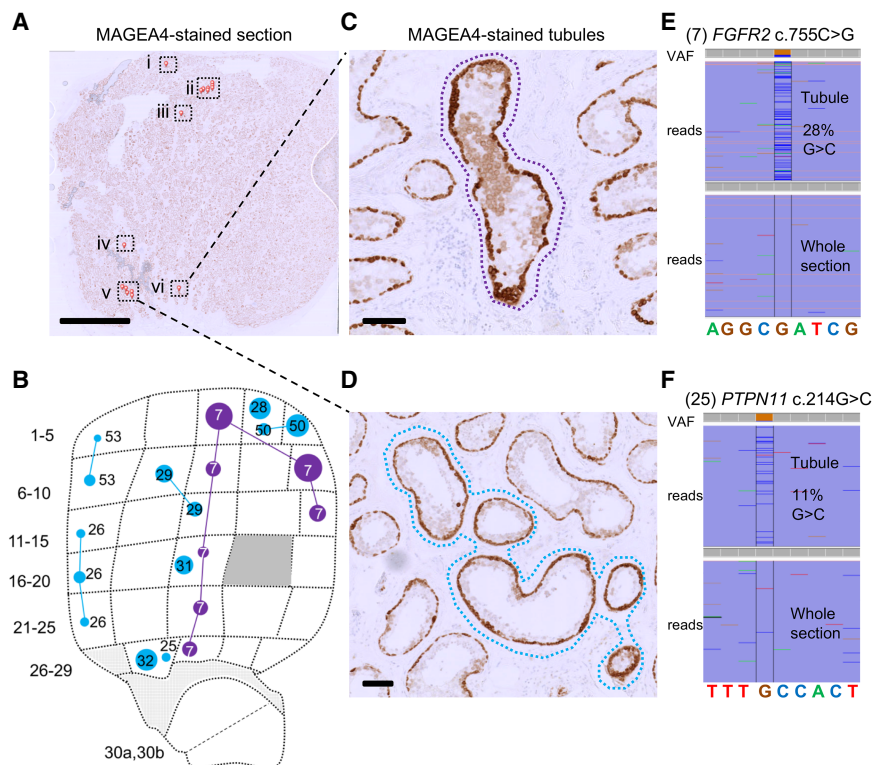 A
MAGEA4-stained section
i
ii
iii
iv
v
vi
B
1-5
6-10
11-15
16-20
21-25
26-29
30a,30b
53
53
7
28
50
50
29
7
7
29
7
26
7
31
26
7
26
7
32
25
C
MAGEA4-stained tubules
D
E
(7) FGFR2 c.755C>G
VAF
reads
Tubule
28%
G>C
reads
Whole
section
AGGCGATCG
F
(25) PTPN11 c.214G>C
VAF
reads
Tubule
11%
G>C
reads
Whole
section
TTTGCCACT